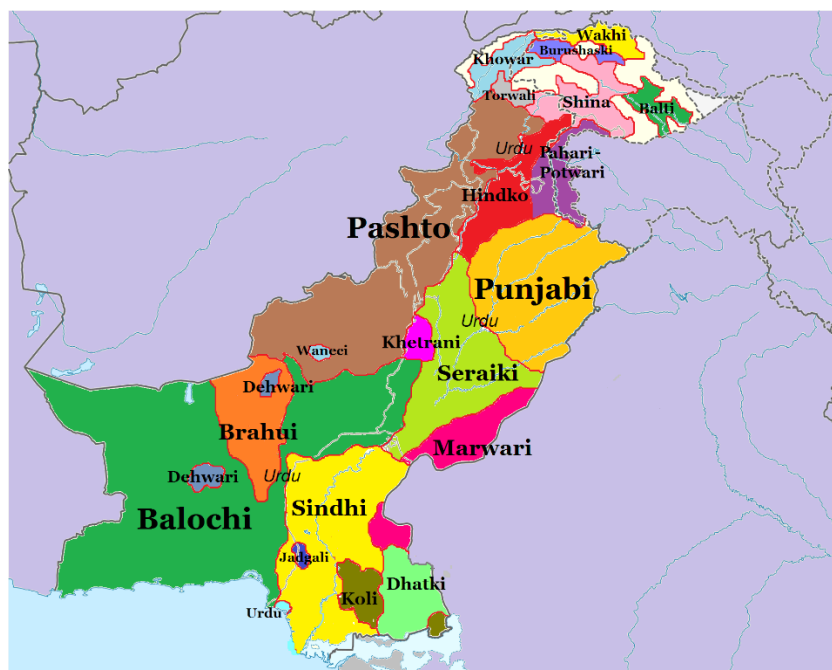 Wakhi
Burushaski
Khowar
Torwali
Shina
Balti
Urdu
Pahari-
Potwari
Hindko
Pashto
Punjabi
Urdu
Khetrani
Waneci
Seraiki
Dehwari
Brahui
Marwari
Dehwari
Urdu
Sindhi
Balochi
Jadgali
Dhatki
Koli
Urdu